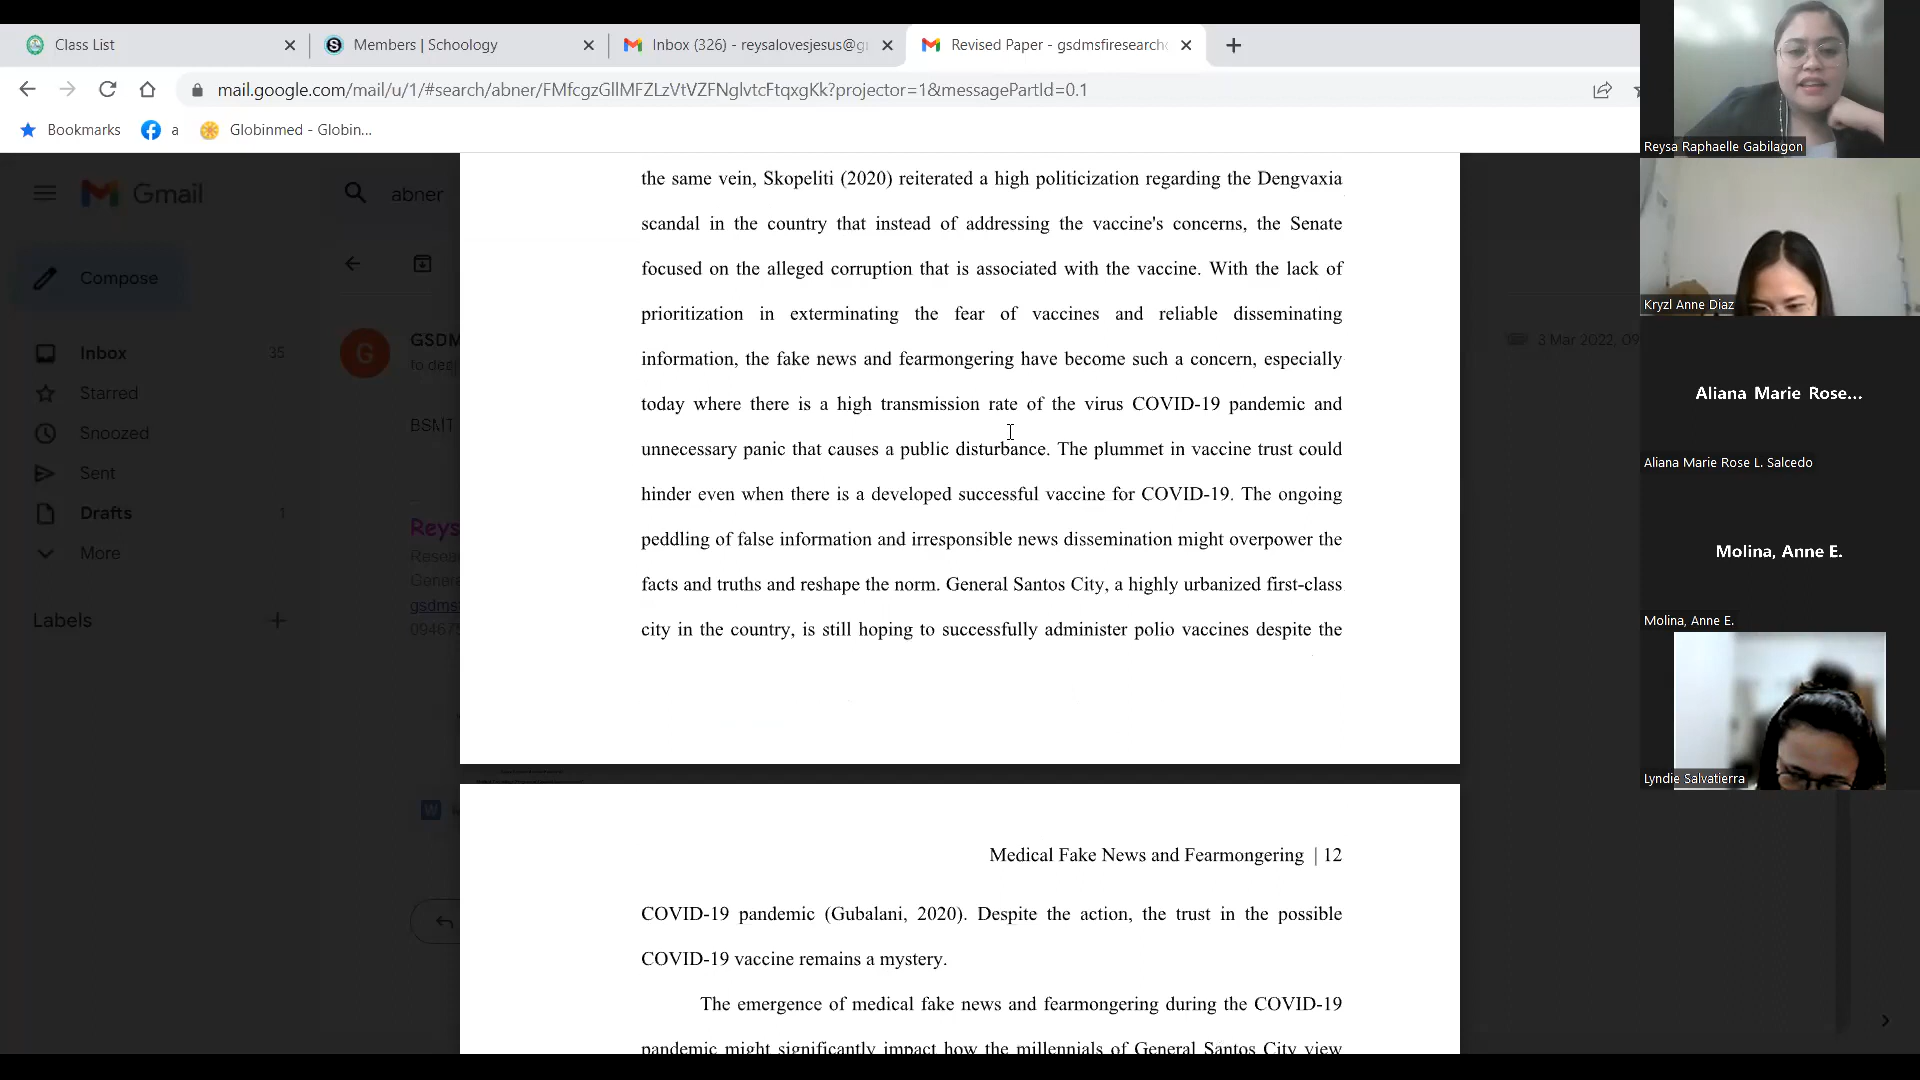 Class List
Members | Schoology
Inbox (326) - reysalovesjesus@g
Revised Paper - gsdmsfiresearch
mail.google.com/mail/u/1/#search/abner/FMfcgzGllMFZLzVtVZFNglvtcFtqxgKk?projector=1&messagePartId=0.1
Bookmarks
a
Globinmed - Globin...
Gmail
abner
Compose
Inbox 35
Starred
Snoozed
Sent
Drafts 1
More
Labels
G
GSDM
3 Mar 2022, 09
BSMT
Reys
gsdms
the same vein, Skopeliti (2020) reiterated a high politicization regarding the Dengvaxia
scandal in the country that instead of addressing the vaccine's concerns, the Senate
focused on the alleged corruption that is associated with the vaccine. With the lack of
prioritization in exterminating the fear of vaccines and reliable disseminating
information, the fake news and fearmongering have become such a concern, especially
today where there is a high transmission rate of the virus COVID-19 pandemic and
unnecessary panic that causes a public disturbance. The plummet in vaccine trust could
hinder even when there is a developed successful vaccine for COVID-19. The ongoing
peddling of false information and irresponsible news dissemination might overpower the
facts and truths and reshape the norm. General Santos City, a highly urbanized first-class
city in the country, is still hoping to successfully administer polio vaccines despite the
Medical Fake News and Fearmongering | 12
COVID-19 pandemic (Gubalani, 2020). Despite the action, the trust in the possible
COVID-19 vaccine remains a mystery.
The emergence of medical fake news and fearmongering during the COVID-19
pandemic might significantly impact how the millennials of General Santos City view
Reysa Raphaelle Gabilagon
Kryzl Anne Diaz
Aliana Marie Rose...
Aliana Marie Rose L. Salcedo
Molina, Anne E.
Molina, Anne E.
Lyndie Salvatierra